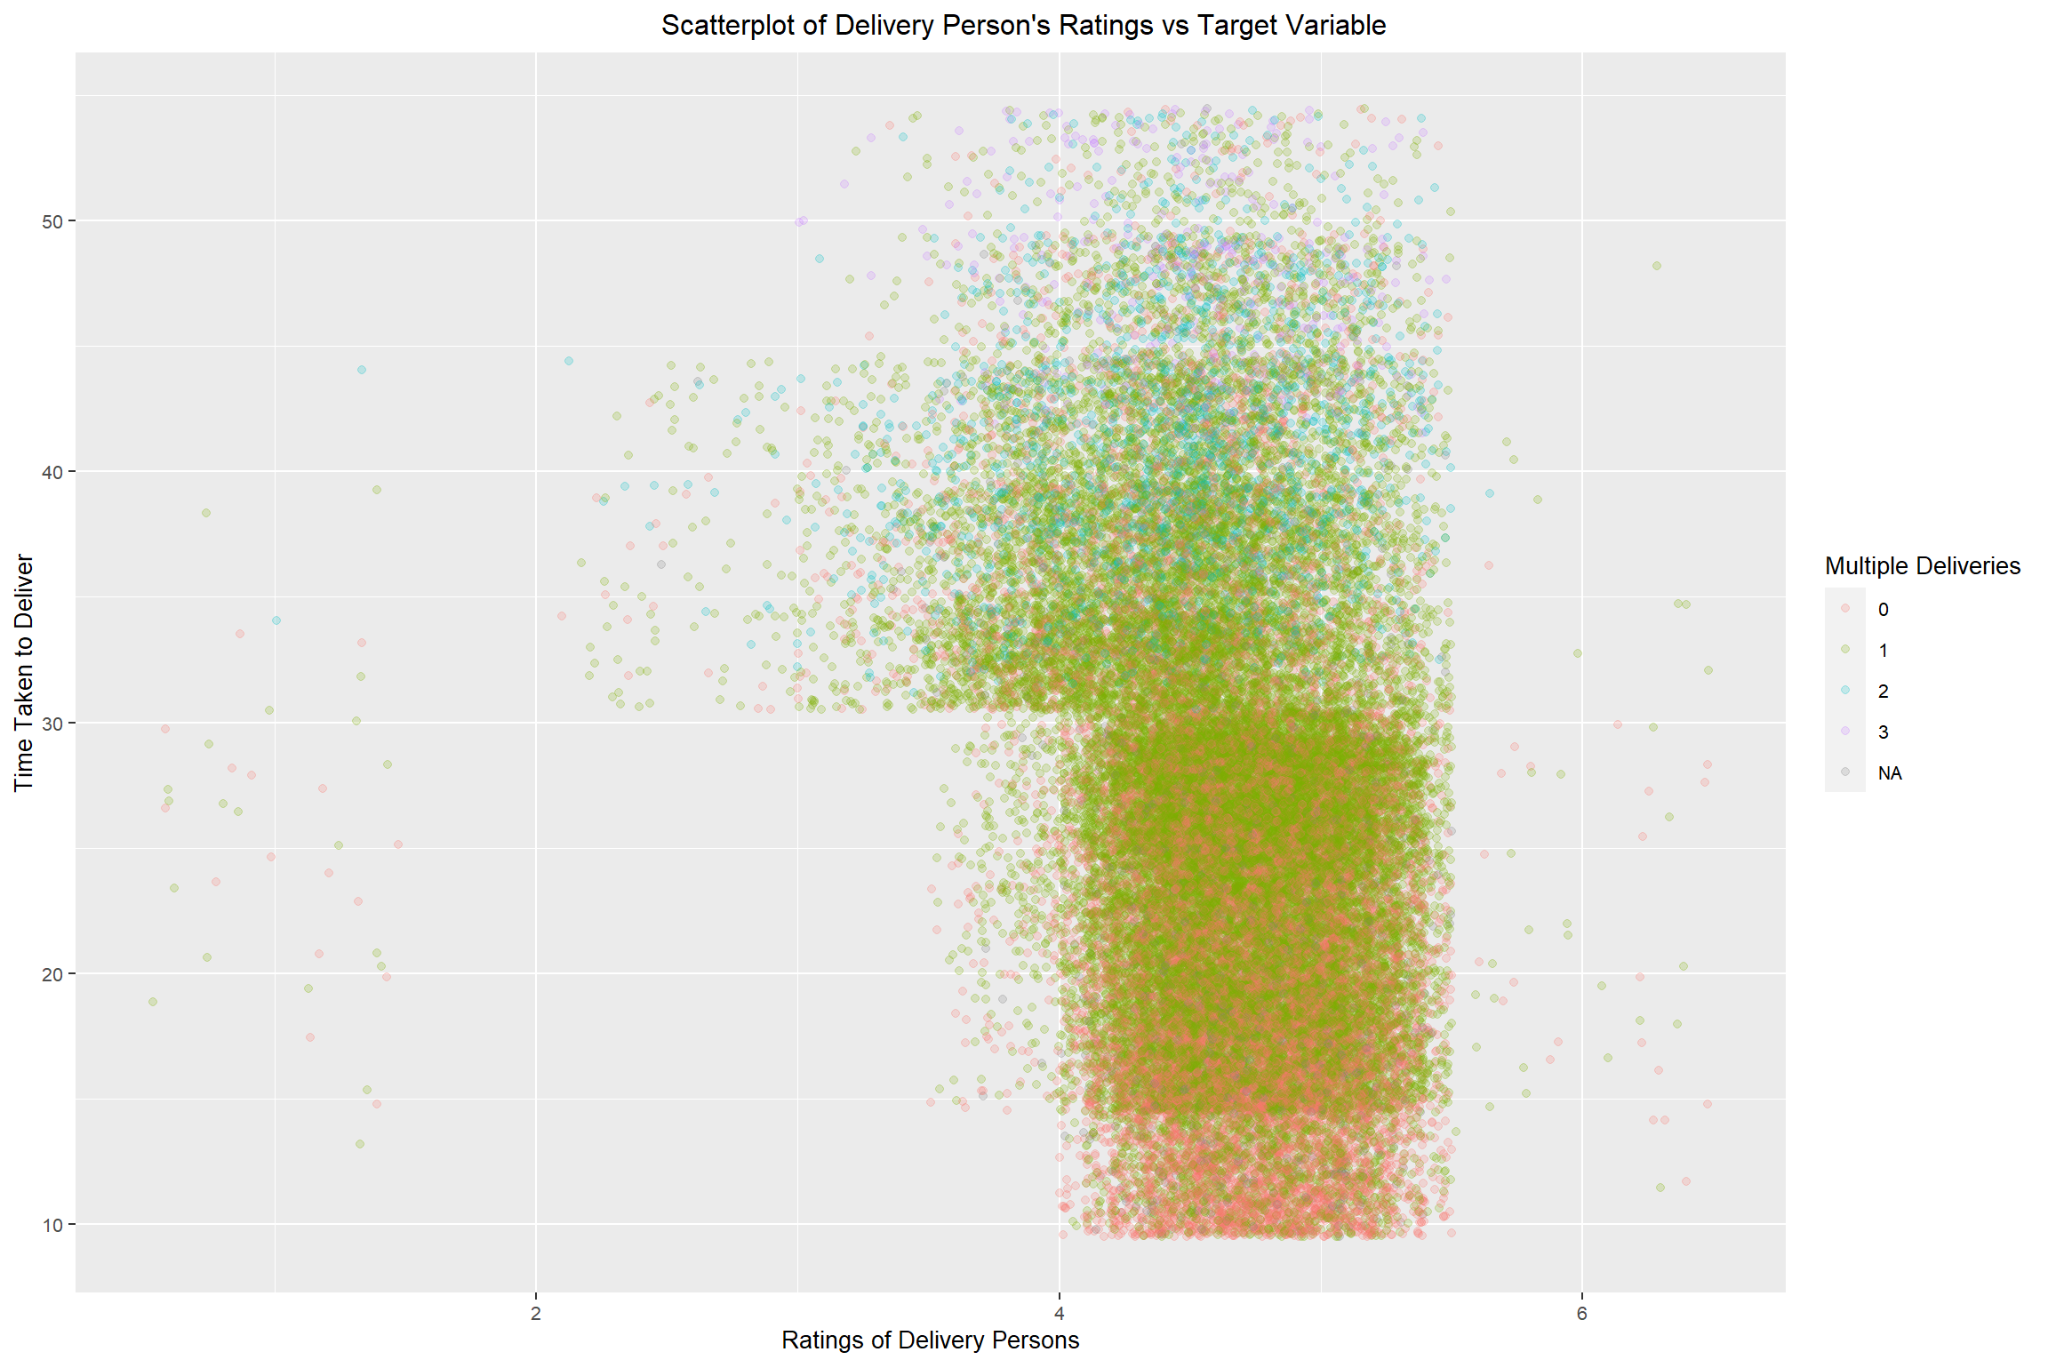 Scatterplot of Delivery Person's Ratings vs Target Variable
Time Taken to Deliver
50
40
30
20
10
2
4
6
Ratings of Delivery Persons
Multiple Deliveries
0
1
2
3
NA